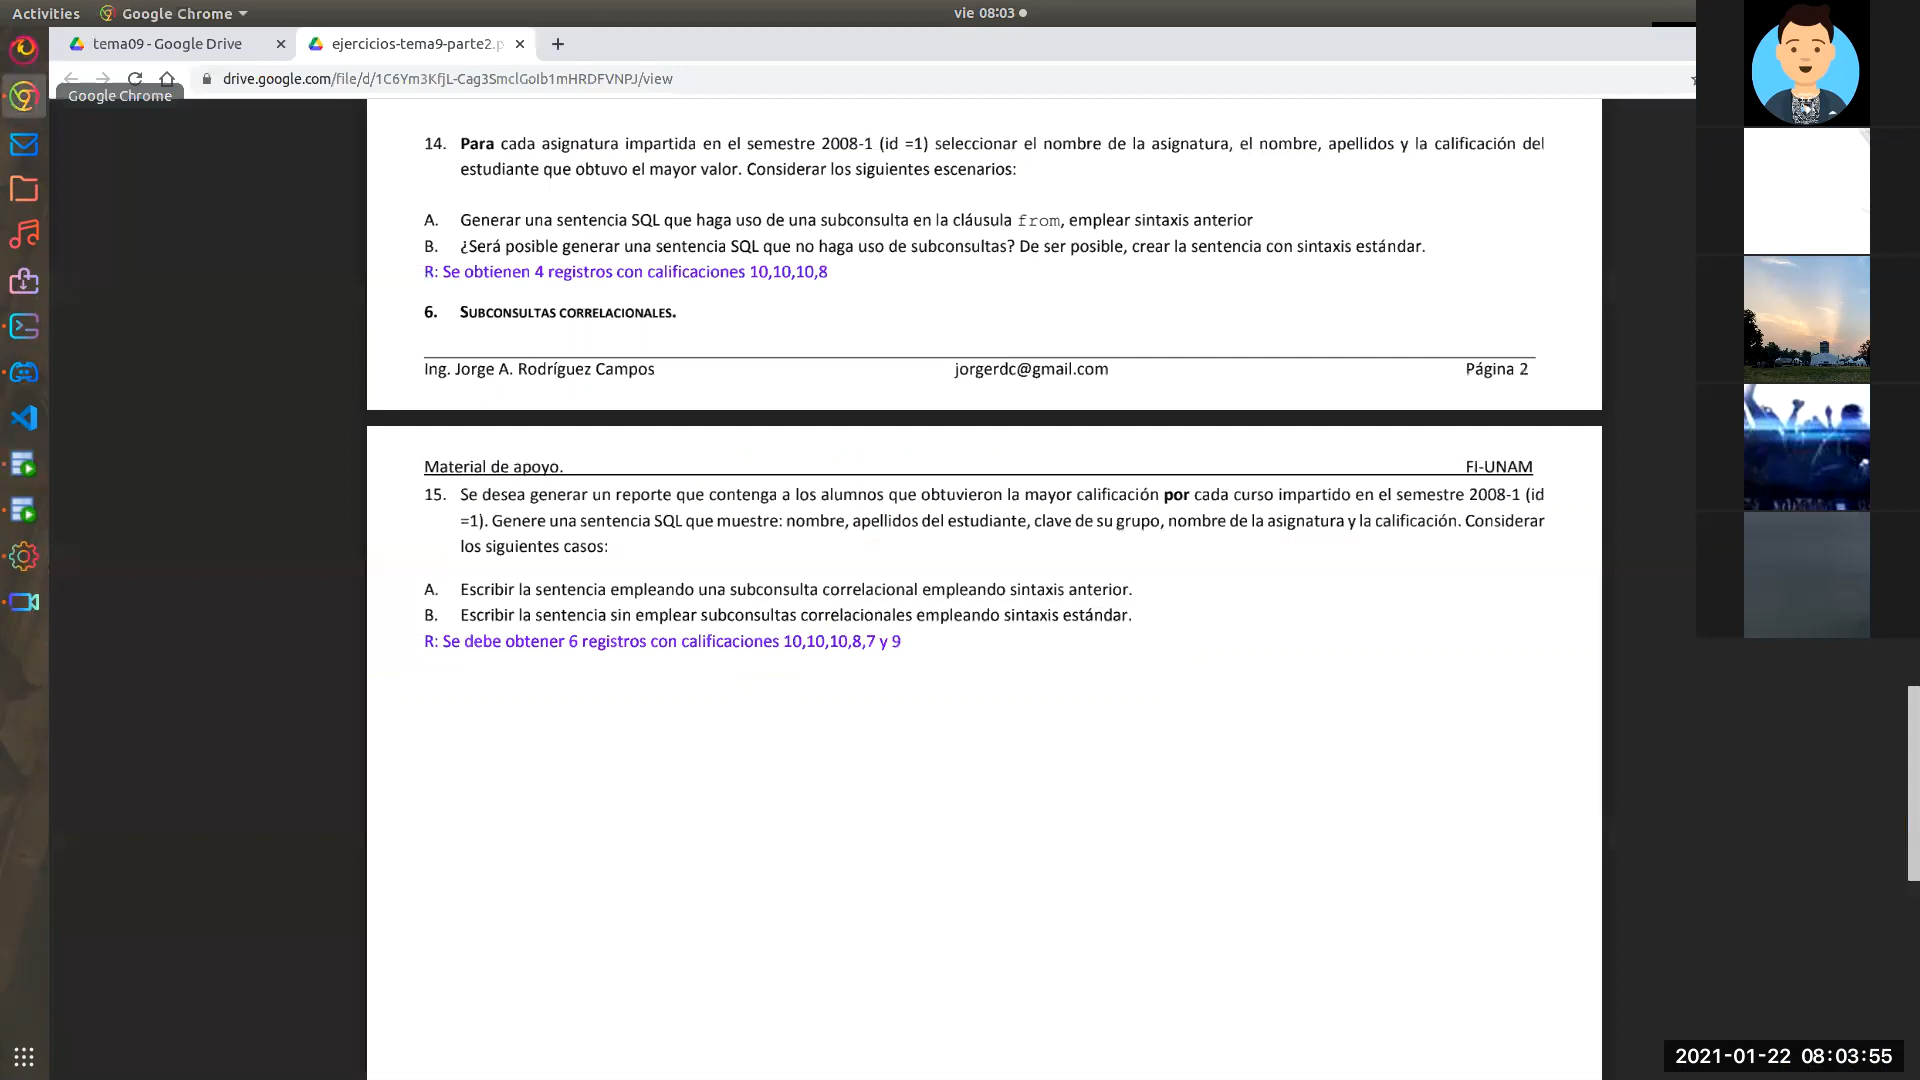 Activities
Google Chrome
vie 08:03
tema09 - Google Drive
ejercicios-tema9-parte2.p
drive.google.com/file/d/1C6Ym3KfjL-Cag3SmclGoIb1mHRDFVNPJ/view
Google Chrome
14. Para cada asignatura impartida en el semestre 2008-1 (id =1) seleccionar el nombre de la asignatura, el nombre, apellidos y la calificación del
estudiante que obtuvo el mayor valor. Considerar los siguientes escenarios:
A. Generar una sentencia SQL que haga uso de una subconsulta en la cláusula from, emplear sintaxis anterior
B. ¿Será posible generar una sentencia SQL que no haga uso de subconsultas? De ser posible, crear la sentencia con sintaxis estándar.
R: Se obtienen 4 registros con calificaciones 10,10,10,8
6. SUBCONSULTAS CORRELACIONALES.
Ing. Jorge A. Rodríguez Campos jorgerdc@gmail.com Página 2
Material de apoyo. FI-UNAM
15. Se desea generar un reporte que contenga a los alumnos que obtuvieron la mayor calificación por cada curso impartido en el semestre 2008-1 (id
=1). Genere una sentencia SQL que muestre: nombre, apellidos del estudiante, clave de su grupo, nombre de la asignatura y la calificación. Considerar
los siguientes casos:
A. Escribir la sentencia empleando una subconsulta correlacional empleando sintaxis anterior.
B. Escribir la sentencia sin emplear subconsultas correlacionales empleando sintaxis estándar.
R: Se debe obtener 6 registros con calificaciones 10,10,10,8,7 y 9
2021-01-22 08:03:55